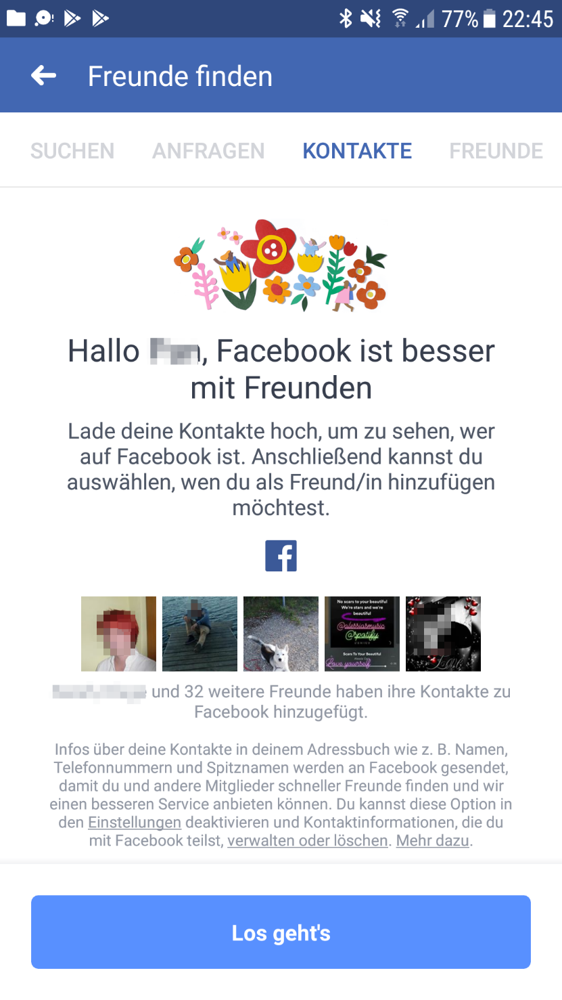 77% 22:45
Freunde finden
SUCHEN ANFRAGEN KONTAKTE FREUNDE
Hallo , Facebook ist besser
mit Freunden
Lade deine Kontakte hoch, um zu sehen, wer
auf Facebook ist. Anschließend kannst du
auswählen, wen du als Freund/in hinzufügen
möchtest.
f
No scars to your beautiful
We're stars and we're
beautiful
@alessiasmusic
@spotify
Scars To Your Beautiful
Love yourself
und 32 weitere Freunde haben ihre Kontakte zu
Facebook hinzugefügt.
Infos über deine Kontakte in deinem Adressbuch wie z. B. Namen,
Telefonnummern und Spitznamen werden an Facebook gesendet,
damit du und andere Mitglieder schneller Freunde finden und wir
einen besseren Service anbieten können. Du kannst diese Option in
den Einstellungen deaktivieren und Kontaktinformationen, die du
mit Facebook teilst, verwalten oder löschen. Mehr dazu.
Los geht's